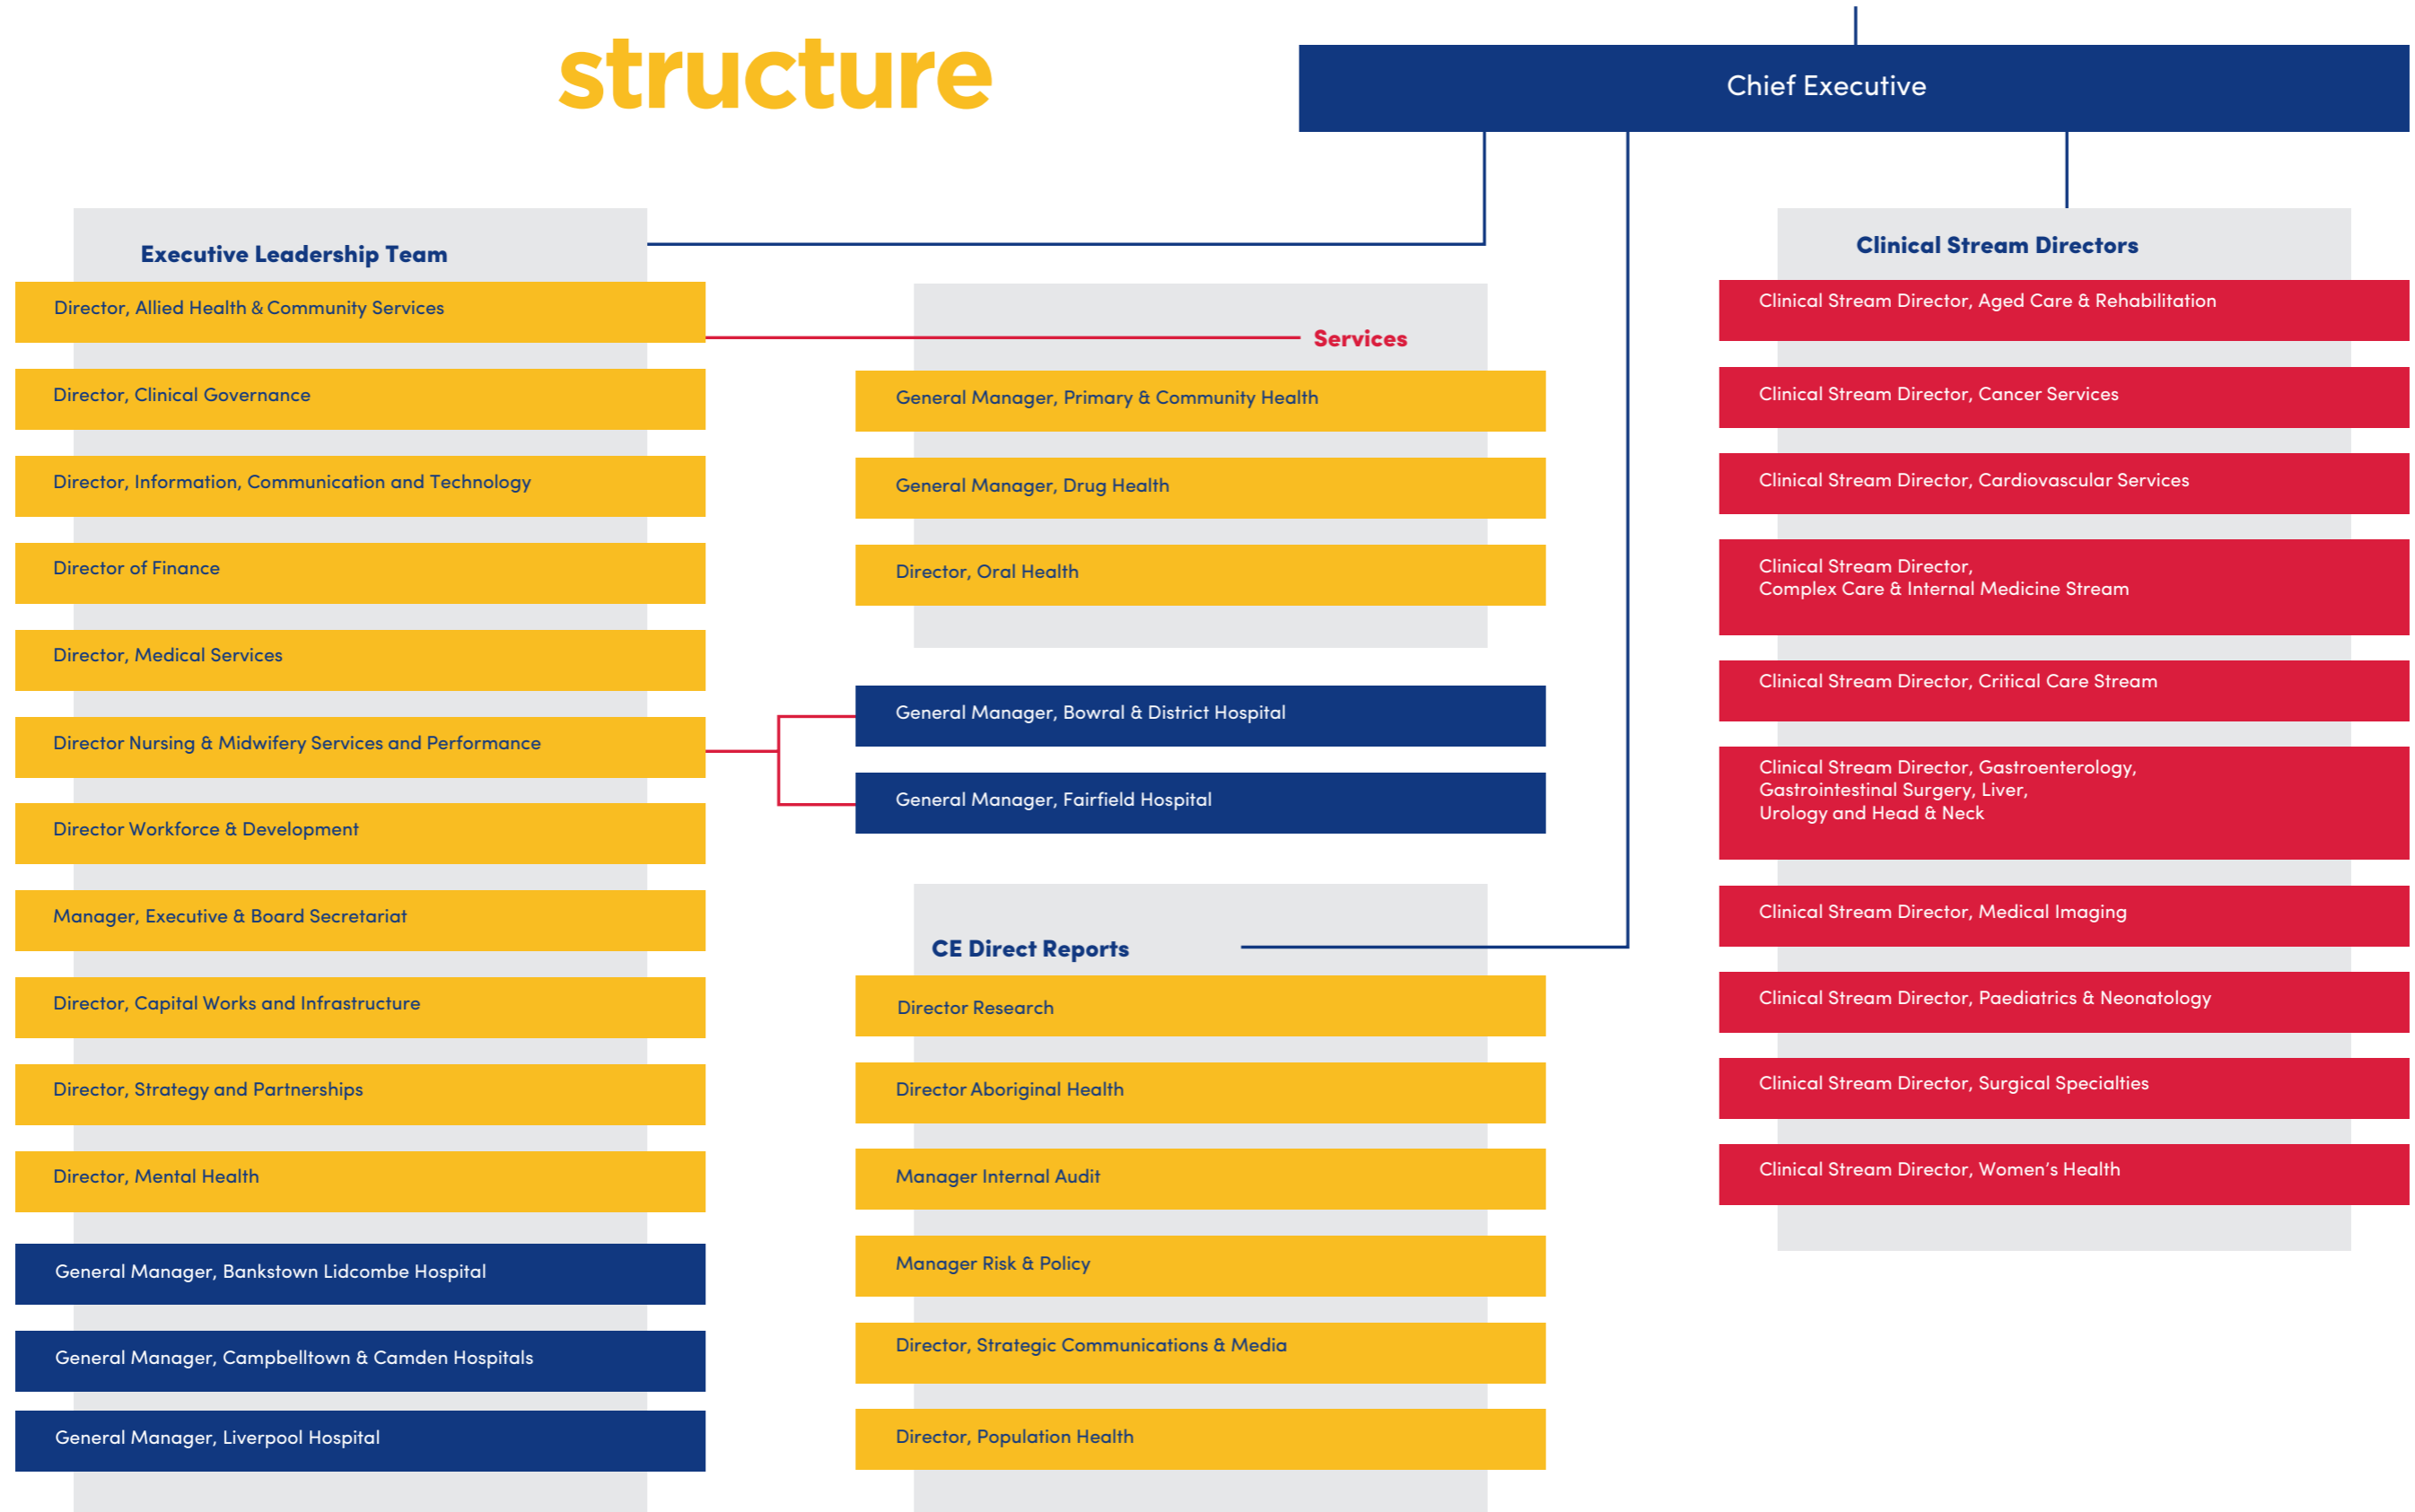 structure
Chief Executive
Executive Leadership Team
Director, Allied Health & Community Services
Director, Clinical Governance
Director, Information, Communication and Technology
Director of Finance
Director, Medical Services
Director Nursing & Midwifery Services and Performance
Director Workforce & Development
Manager, Executive & Board Secretariat
Director, Capital Works and Infrastructure
Director, Strategy and Partnerships
Director, Mental Health
General Manager, Bankstown Lidcombe Hospital
General Manager, Campbelltown & Camden Hospitals
General Manager, Liverpool Hospital
Services
General Manager, Primary & Community Health
General Manager, Drug Health
Director, Oral Health
General Manager, Bowral & District Hospital
General Manager, Fairfield Hospital
CE Direct Reports
Director Research
Director Aboriginal Health
Manager Internal Audit
Manager Risk & Policy
Director, Strategic Communications & Media
Director, Population Health
Clinical Stream Directors
Clinical Stream Director, Aged Care & Rehabilitation
Clinical Stream Director, Cancer Services
Clinical Stream Director, Cardiovascular Services
Clinical Stream Director,
Complex Care & Internal Medicine Stream
Clinical Stream Director, Critical Care Stream
Clinical Stream Director, Gastroenterology,
Gastrointestinal Surgery, Liver,
Urology and Head & Neck
Clinical Stream Director, Medical Imaging
Clinical Stream Director, Paediatrics & Neonatology
Clinical Stream Director, Surgical Specialties
Clinical Stream Director, Women’s Health